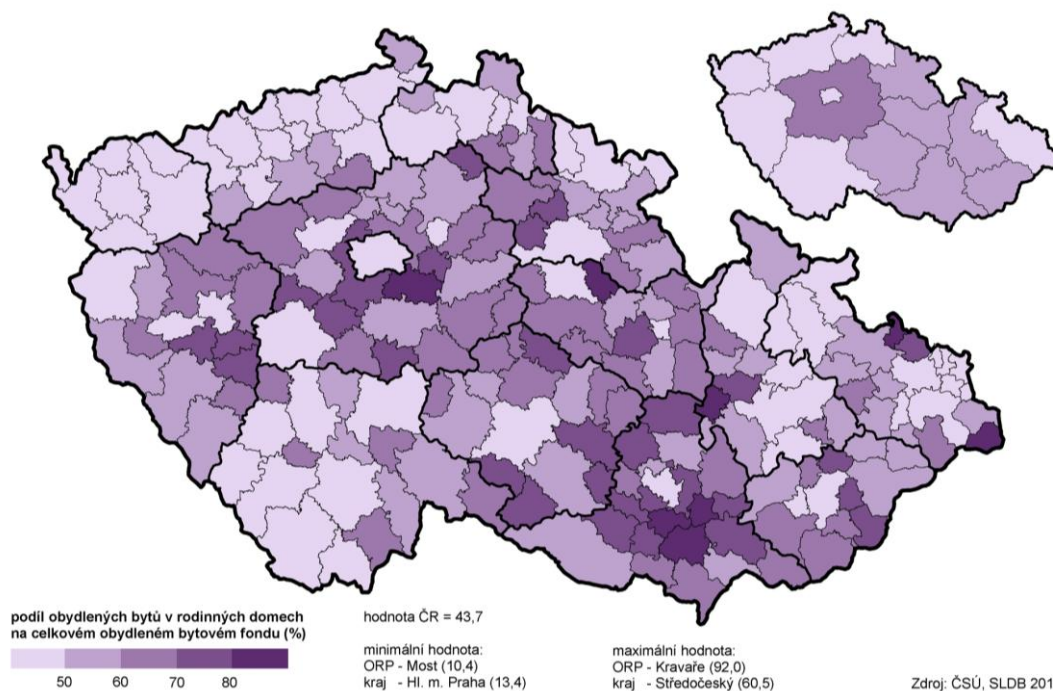 podíl obydlených bytů v rodinných domech
na celkovém obydleném bytovém fondu (%)
50 60 70 80
hodnota ČR = 43,7
minimální hodnota:
ORP - Most (10,4)
kraj - Hl. m. Praha (13,4)
maximální hodnota:
ORP - Kravaře (92,0)
kraj - Středočeský (60,5)
Zdroj: ČSÚ, SLDB 201